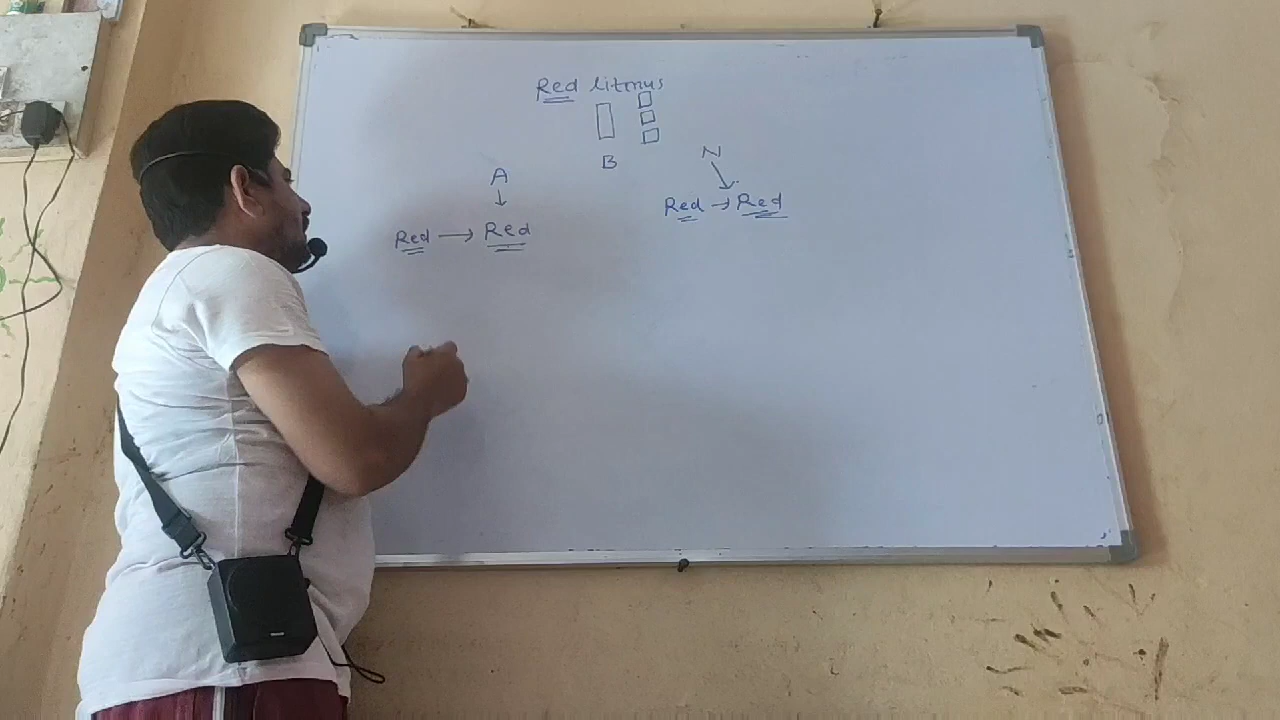 Red litmus
B
N
A
Red → Red
Red → Red